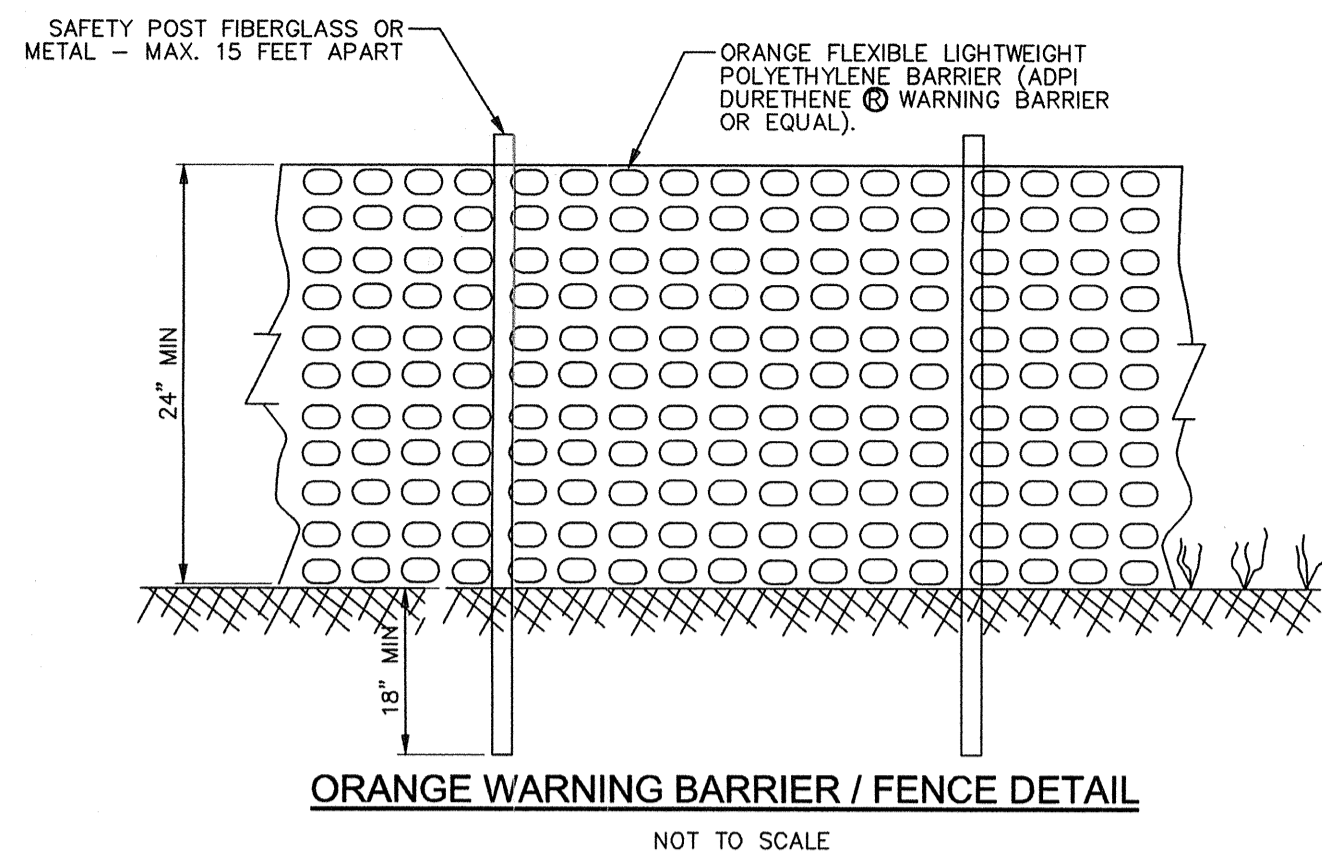 SAFETY POST FIBERGLASS OR
METAL – MAX. 15 FEET APART
ORANGE FLEXIBLE LIGHTWEIGHT
POLYETHYLENE BARRIER (ADPI
DURETHENE ® WARNING BARRIER
OR EQUAL).
24" MIN
18" MIN
ORANGE WARNING BARRIER / FENCE DETAIL
NOT TO SCALE